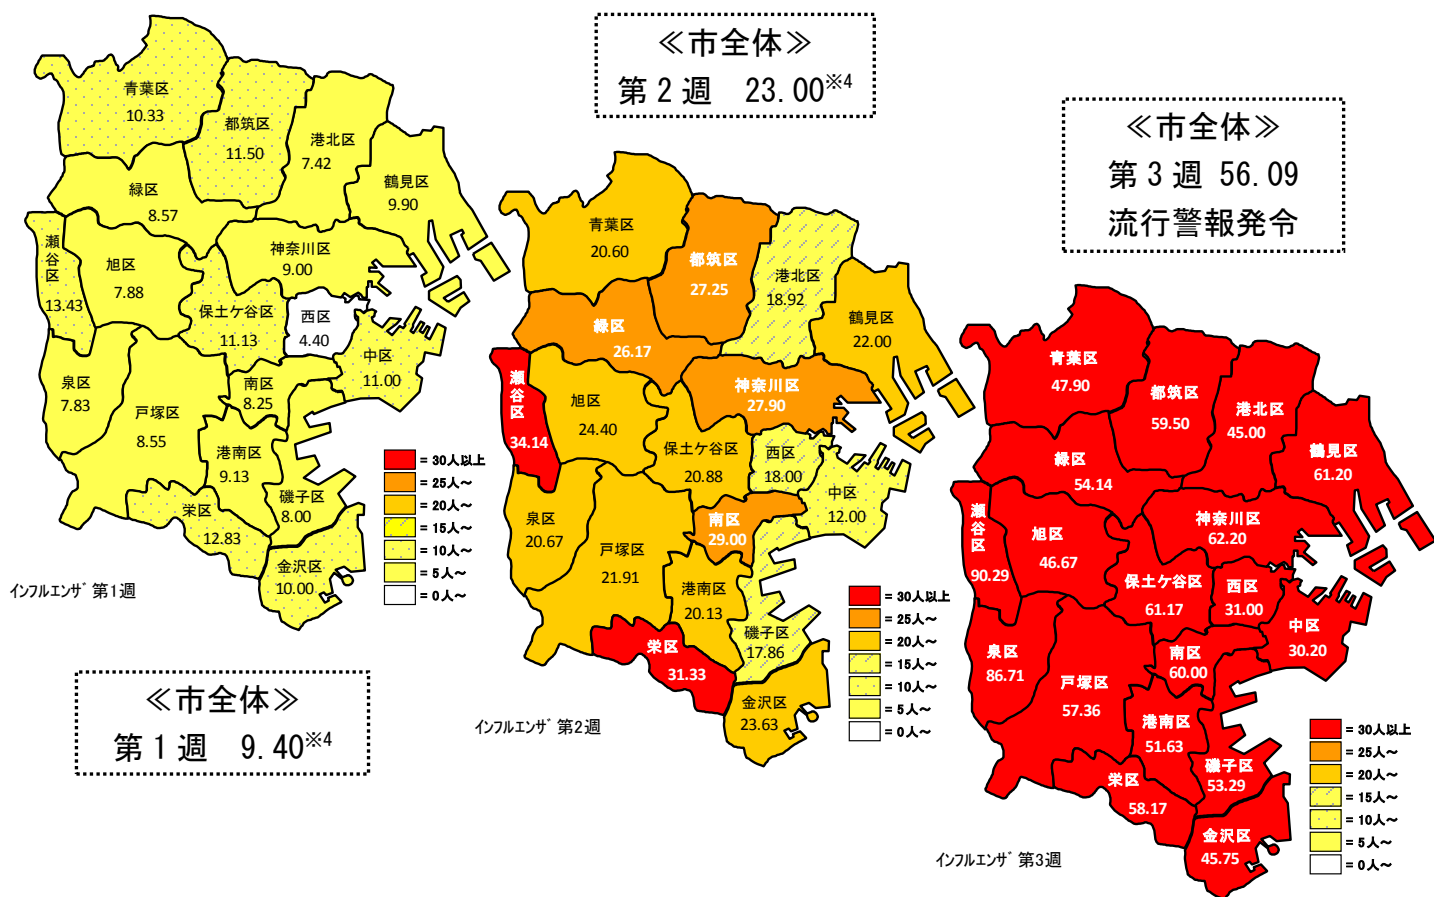 青葉区
10.33
都筑区
11.50
港北区
7.42
鶴見区
9.90
緑区
8.57
瀬谷区
13.43
旭区
7.88
神奈川区
9.00
保土ケ谷区
11.13
西区
4.40
中区
11.00
泉区
7.83
戸塚区
8.55
南区
8.25
港南区
9.13
磯子区
8.00
栄区
12.83
金沢区
10.00
= 30人以上
= 25人～
= 20人～
= 15人～
= 10人～
= 5人～
= 0人～
インフルエンザ 第1週
≪市全体≫
第1週 9.40※4
≪市全体≫
第2週 23.00※4
青葉区
20.60
都筑区
27.25
港北区
18.92
鶴見区
22.00
緑区
26.17
瀬谷区
34.14
旭区
24.40
神奈川区
27.90
保土ケ谷区
20.88
西区
18.00
中区
12.00
泉区
20.67
戸塚区
21.91
南区
29.00
港南区
20.13
磯子区
17.86
栄区
31.33
金沢区
23.63
= 30人以上
= 25人～
= 20人～
= 15人～
= 10人～
= 5人～
= 0人～
インフルエンザ 第2週
≪市全体≫
第3週 56.09
流行警報発令
青葉区
47.90
都筑区
59.50
港北区
45.00
鶴見区
61.20
緑区
54.14
瀬谷区
90.29
旭区
46.67
神奈川区
62.20
保土ケ谷区
61.17
西区
31.00
中区
30.20
泉区
86.71
戸塚区
57.36
南区
60.00
港南区
51.63
磯子区
53.29
栄区
58.17
金沢区
45.75
= 30人以上
= 25人～
= 20人～
= 15人～
= 10人～
= 5人～
= 0人～
インフルエンザ 第3週